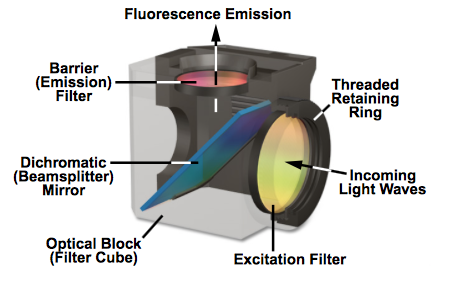 Fluorescence Emission
Barrier
(Emission)
Filter
Threaded
Retaining
Ring
Dichromatic
(Beamsplitter)
Mirror
Incoming
Light Waves
Optical Block
(Filter Cube)
Excitation Filter